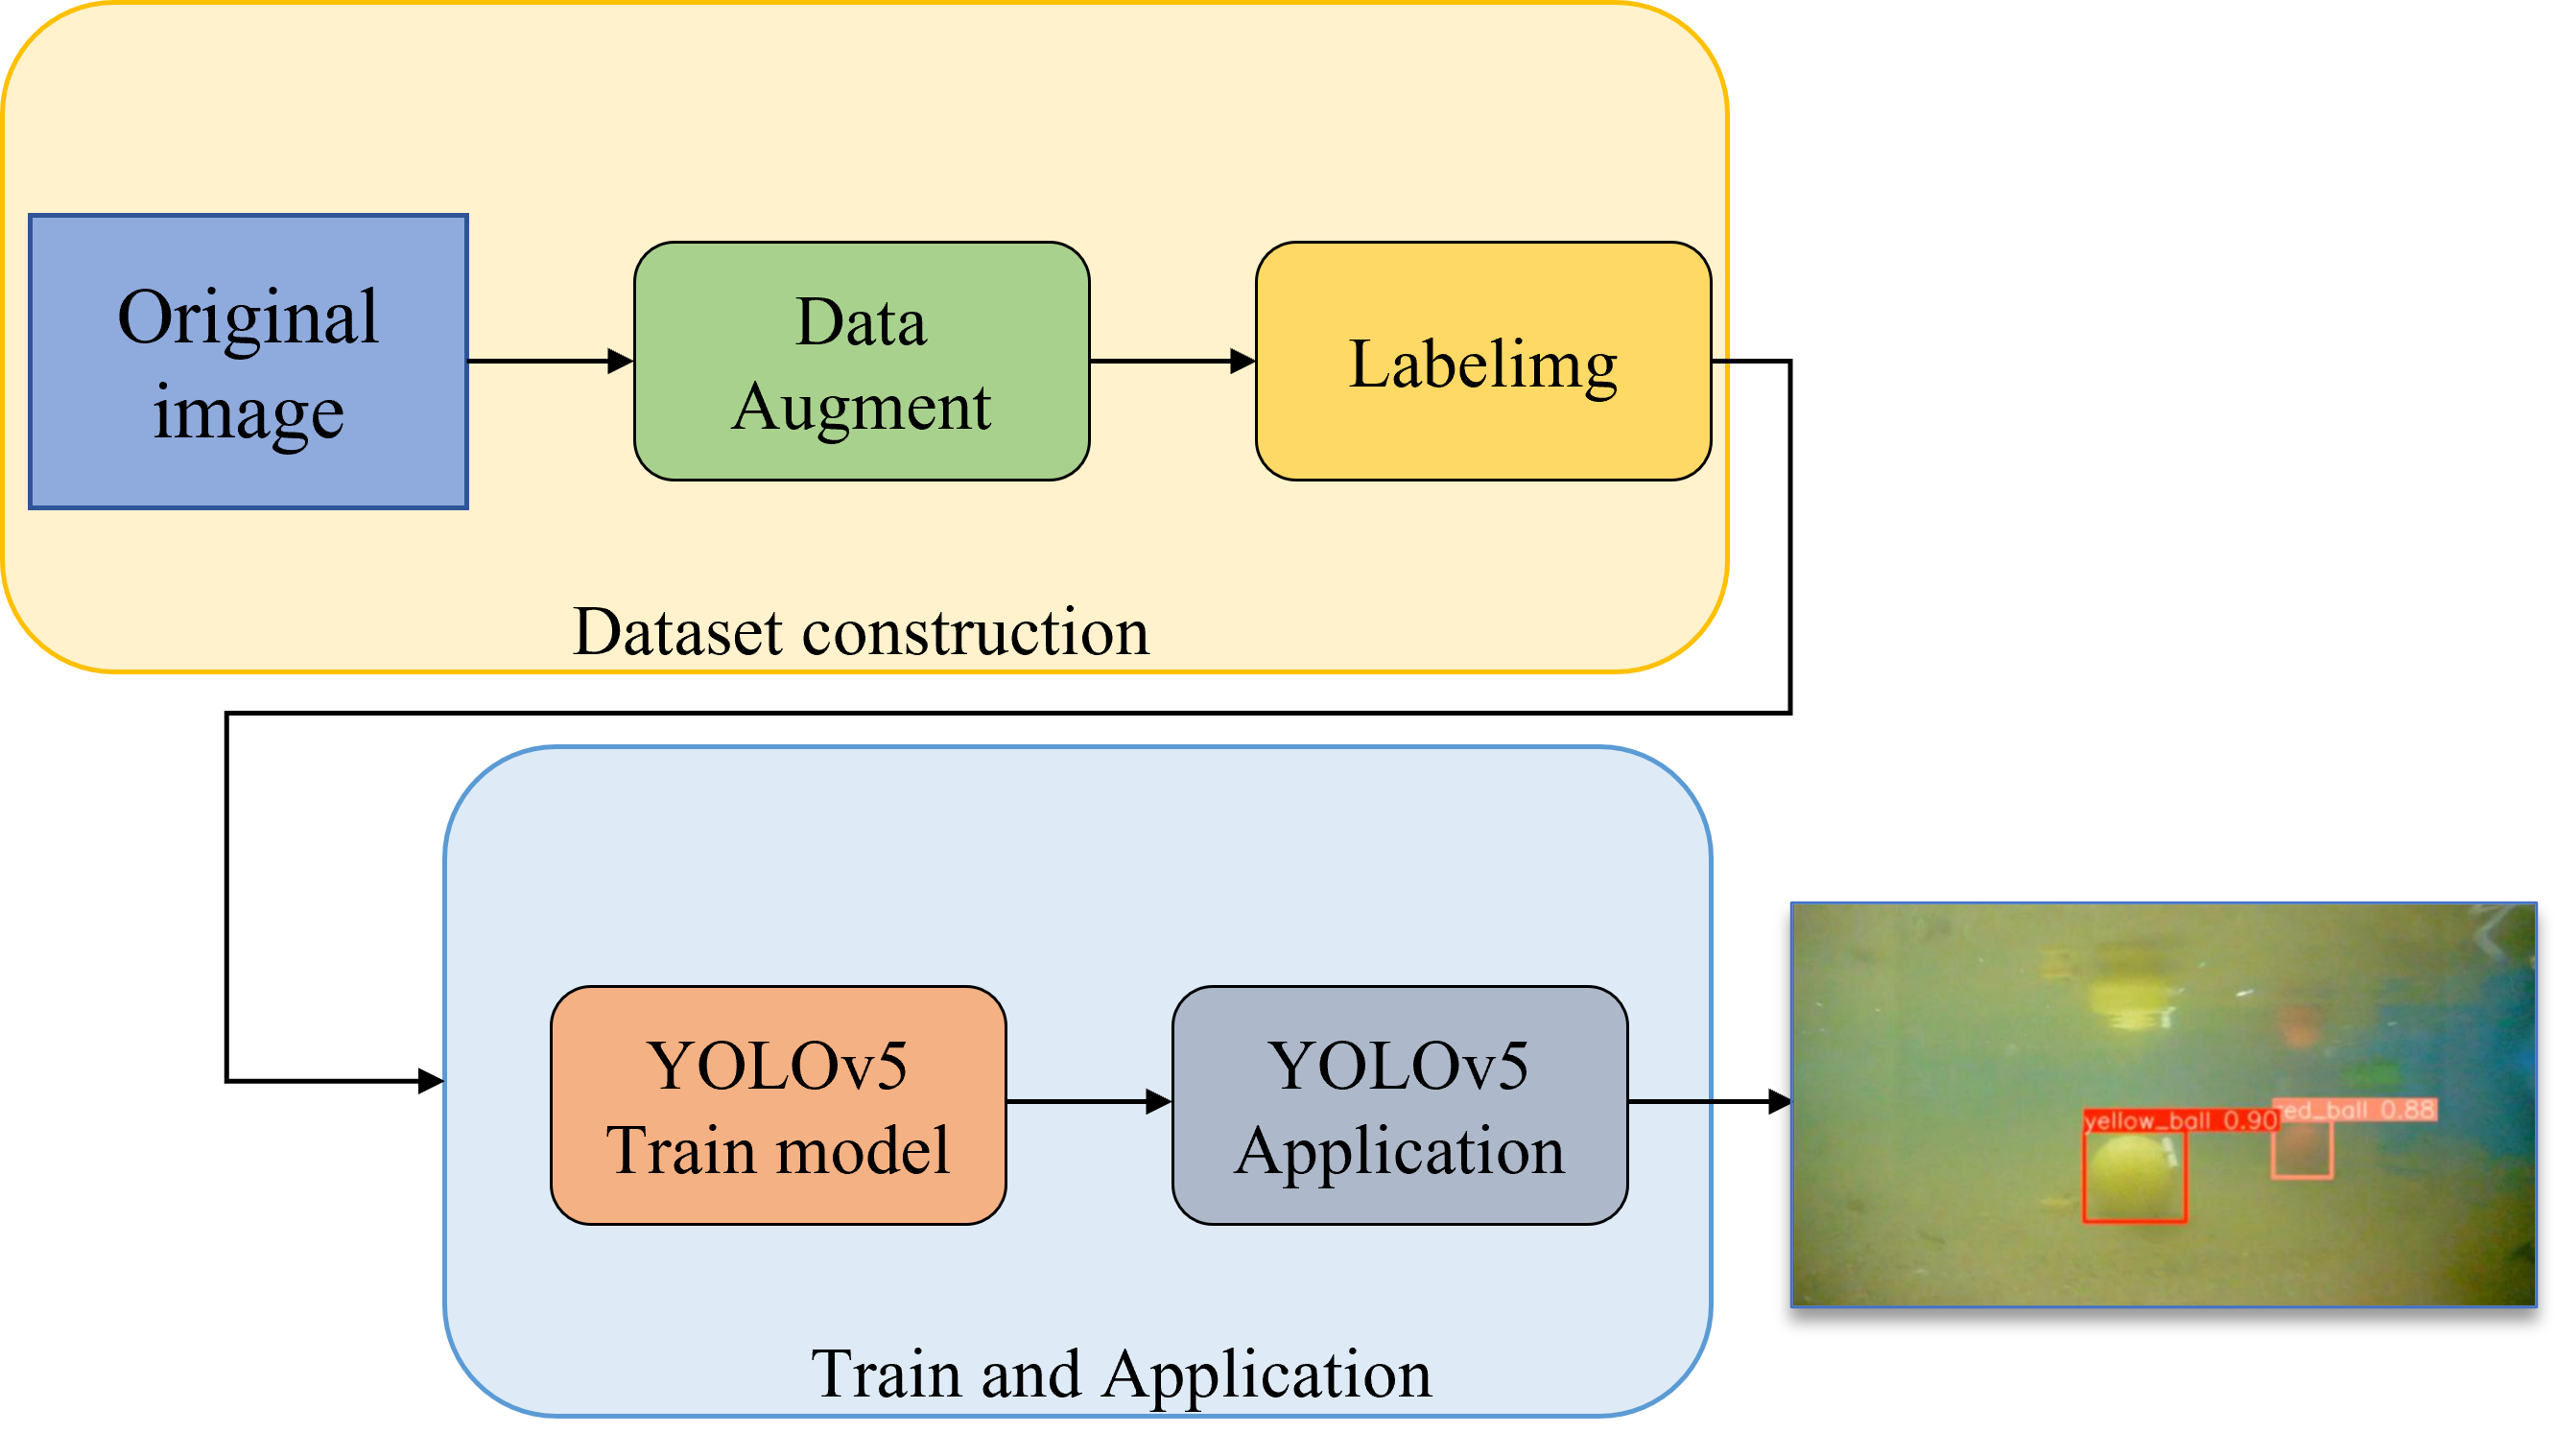 Original
image
Data
Augment
Labelimg
Dataset construction
YOLOv5
Train model
YOLOv5
Application
yellow_ball 0.90
red_ball 0.88
Train and Application